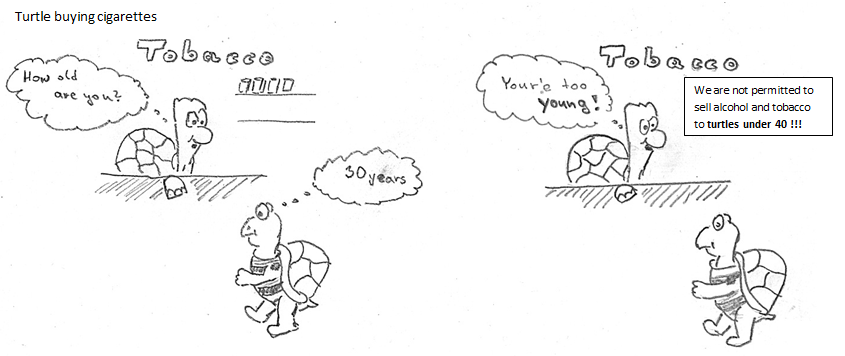 Turtle buying cigarettes
Tobacco
How old
are you?
30 years
Tobacco
Your'e too
young!
We are not permitted to
sell alcohol and tobacco
to turtles under 40 !!!